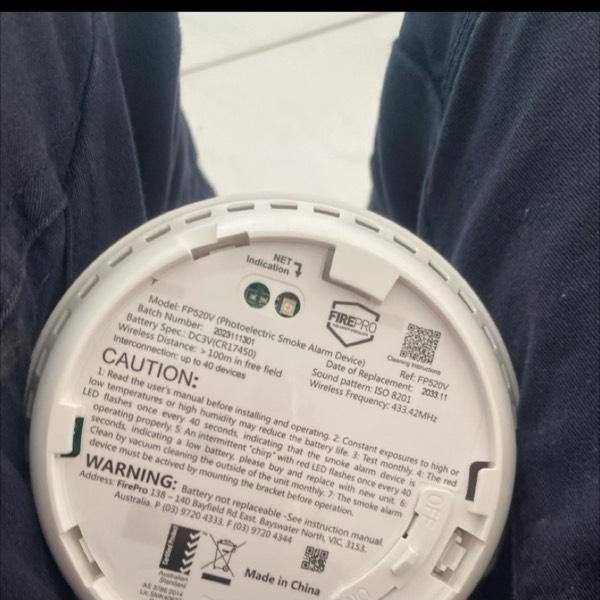 NET
Indication
FIREPRO
Model: FP520V (Photoelectric Smoke Alarm Device)
Batch Number: 2023111301
Battery Spec.: DC3V(CR17450)
Wireless Distance: > 100m in free field
Interconnection: up to 40 devices
Cleaning Instructions
Ref: FP520V
Date of Replacement: 2033.11
Sound pattern: ISO 8201
Wireless Frequency: 433.42MHz
CAUTION:
1: Read the user's manual before installing and operating. 2: Constant exposures to high or
low temperatures or high humidity may reduce the battery life. 3: Test monthly. 4: The red
LED flashes once every 40 seconds, indicating that the smoke alarm device is
operating properly. 5: An intermittent "chirp" with red LED flashes once every 40
seconds, indicating a low battery, please buy and replace with new unit. 6:
Clean by vacuum cleaning the outside of the unit monthly. 7: The smoke alarm
device must be actived by mounting the bracket before operation.
WARNING: Battery not replaceable -See instruction manual.
Address: FirePro 138 – 140 Bayfield Rd East, Bayswater North, VIC, 3153.
Australia. P (03) 9720 4333. F (03) 9720 4344
OFF
ON
Australian
Standard
AS 3786:2014
Made in China